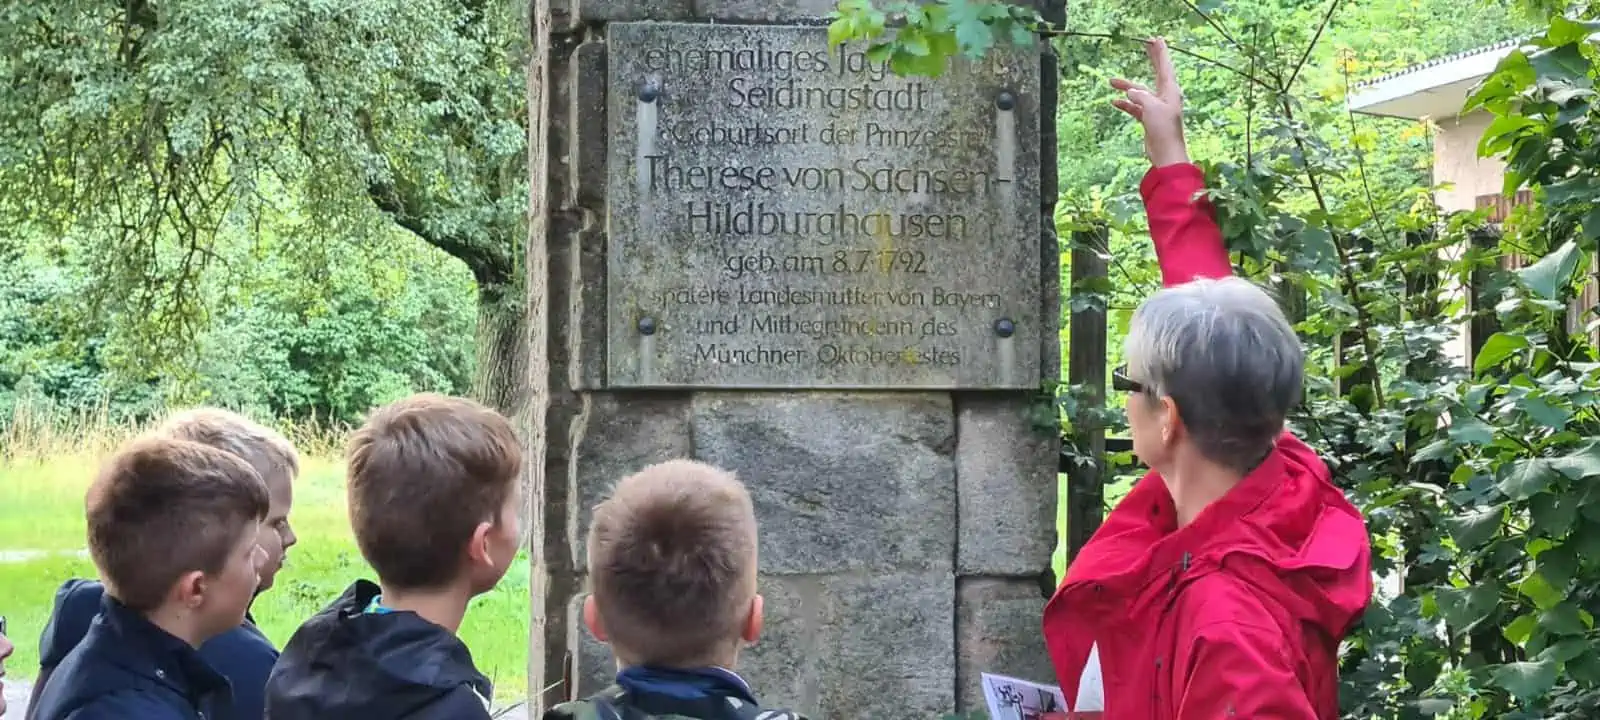 ehemaliges
Seidingstadt
Geburtsort der Prinzessin
Therese von Sachsen-
Hildburghausen
geb. am 8.7.1792
spätere Landesmutter von Bayern
und Mitbegründerin des
Münchner Oktoberfestes